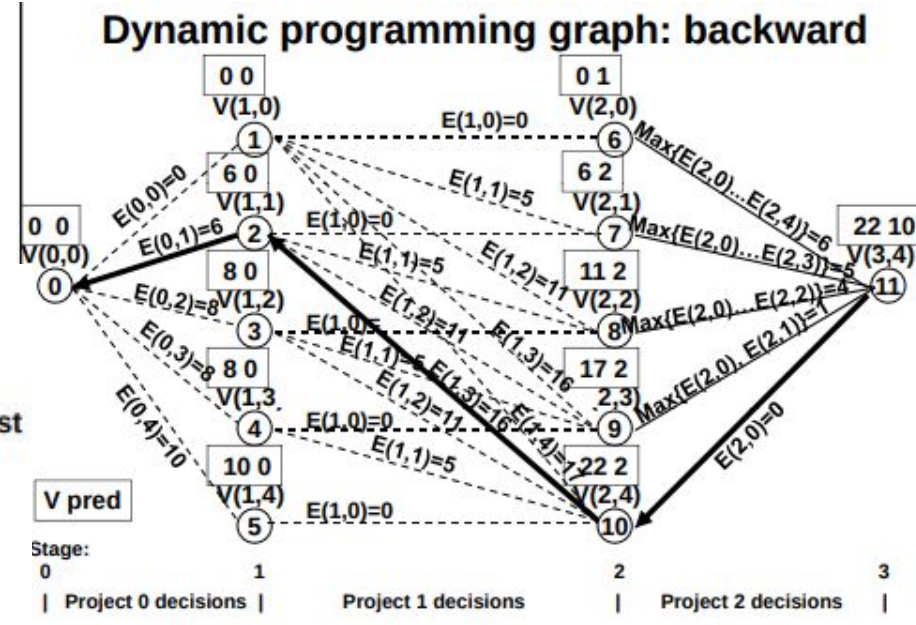 Dynamic programming graph: backward
0 0
V(1,0)
1
0 1
V(2,0)
6
E(1,0)=0
E(0,0)=0
6 0
V(1,1)
2
E(1,1)=5
6 2
V(2,1)
7
Max{E(2,0)...E(2,4)}=6
0 0
V(0,0)
0
E(0,1)=6
E(1,0)=0
E(1,1)=5
E(1,2)=11
Max{E(2,0)...E(2,3)}=5
22 10
V(3,4)
11
8 0
V(1,2)
3
E(0,2)=8
E(1,2)=11
11 2
V(2,2)
8
Max{E(2,0)...E(2,2)}=4
E(1,0)=
E(1,3)=16
E(0,3)=8
8 0
V(1,3
4
E(1,1)=5
E(1,3)=16
17 2
2,3)
9
Max{E(2,0), E(2,1)}=1
E(1,2)=11
E(1,0)=0
E(0,4)=10
E(1,1)=5
st
10 0
V(1,4)
5
22 2
V(2,4)
10
E(2,0)=0
E(1,0)=0
V pred
Stage:
0 1 2 3
| Project 0 decisions | Project 1 decisions | Project 2 decisions |